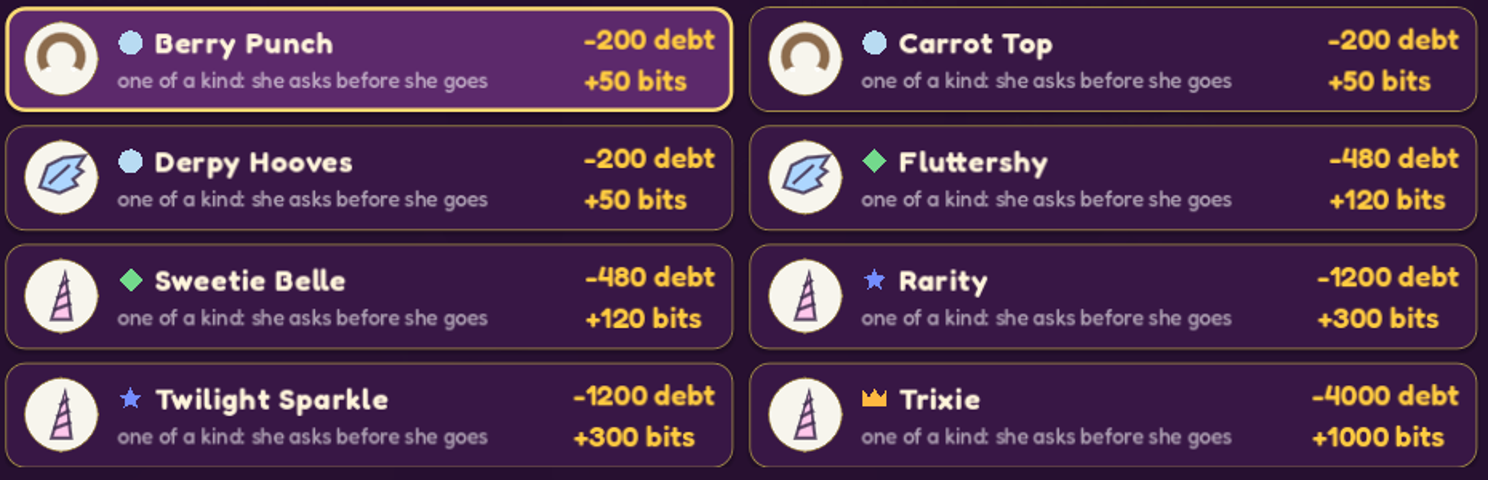 Berry Punch
one of a kind: she asks before she goes
-200 debt
+50 bits
Carrot Top
one of a kind: she asks before she goes
-200 debt
+50 bits
Derpy Hooves
one of a kind: she asks before she goes
-200 debt
+50 bits
Fluttershy
one of a kind: she asks before she goes
-480 debt
+120 bits
Sweetie Belle
one of a kind: she asks before she goes
-480 debt
+120 bits
Rarity
one of a kind: she asks before she goes
-1200 debt
+300 bits
Twilight Sparkle
one of a kind: she asks before she goes
-1200 debt
+300 bits
Trixie
one of a kind: she asks before she goes
-4000 debt
+1000 bits